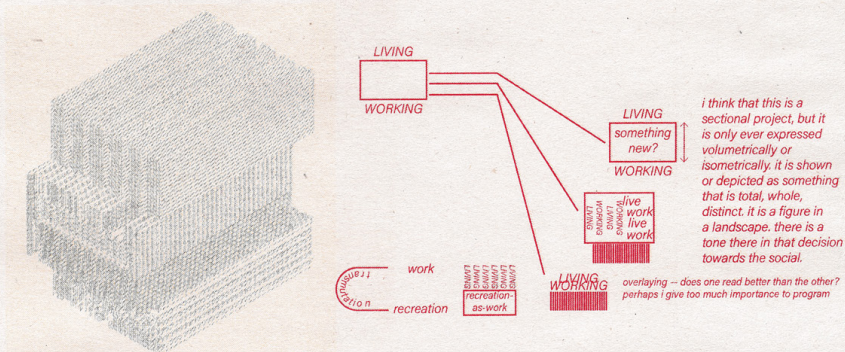 LIVING
WORKING
LIVING
something
new?
WORKING
i think that this is a
sectional project, but it
is only ever expressed
volumetrically or
isometrically. it is shown
or depicted as something
that is total, whole,
distinct. it is a figure in
a landscape. there is a
tone there in that decision
towards the social.
LIVING
WORKING
LIVING
WORKING
live
work
live
work
transmutation
work
recreation
LIVING
LIVING
LIVING
LIVING
LIVING
LIVING
recreation-
as-work
LIVING
WORKING
overlaying -- does one read better than the other?
perhaps i give too much importance to program